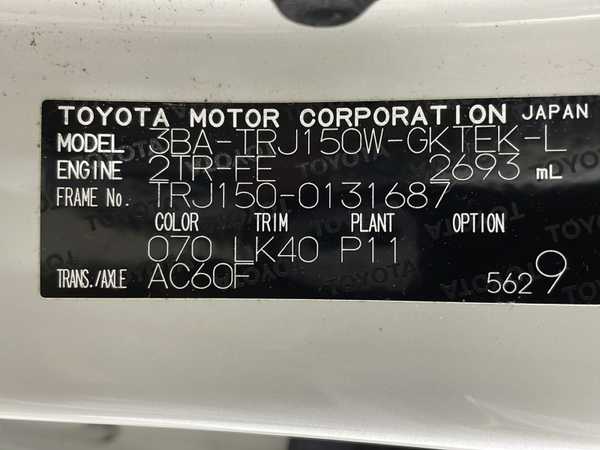 TOYOTA MOTOR CORPORATION JAPAN
MODEL 3BA-TRJ150W-GKTEK-L
ENGINE 2TR-FE 2693 mL
FRAME No. TRJ150-0131687
COLOR TRIM PLANT OPTION
070 LK40 P11
TRANS./AXLE AC60F
5629